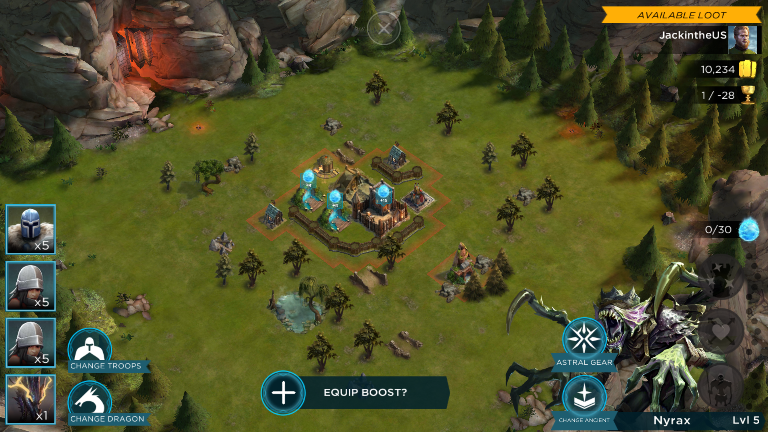 AVAILABLE LOOT
JackintheUS
10,234
1 / -28
0/30
x5
x5
x5
x1
CHANGE TROOPS
CHANGE DRAGON
EQUIP BOOST?
ASTRAL GEAR
CHANGE ANCIENT
Nyrax Lvl 5